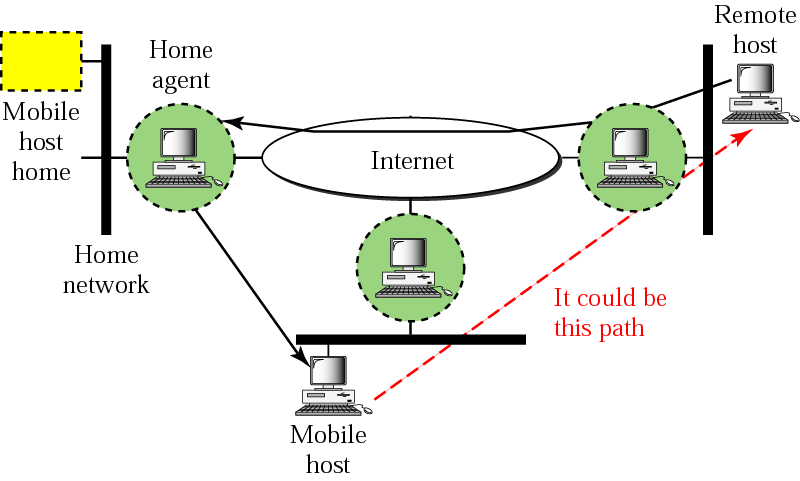 Remote
host
Home
agent
Mobile
host
home
Internet
Home
network
It could be
this path
Mobile
host